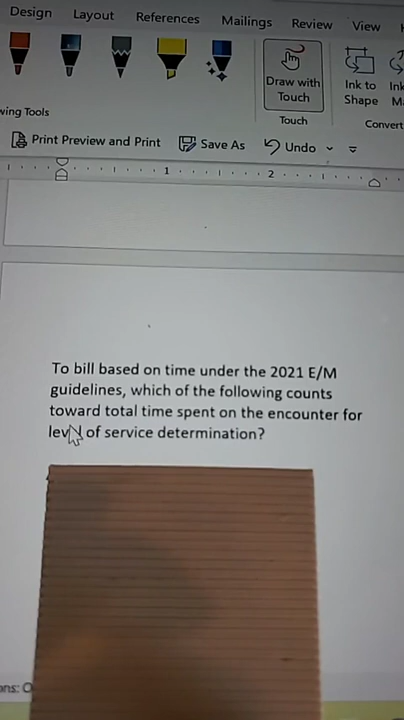 Design Layout References Mailings Review View
Draw with Touch
Ink to Shape
Touch
Convert
Print Preview and Print Save As Undo
1 2
To bill based on time under the 2021 E/M
guidelines, which of the following counts
toward total time spent on the encounter for
level of service determination?